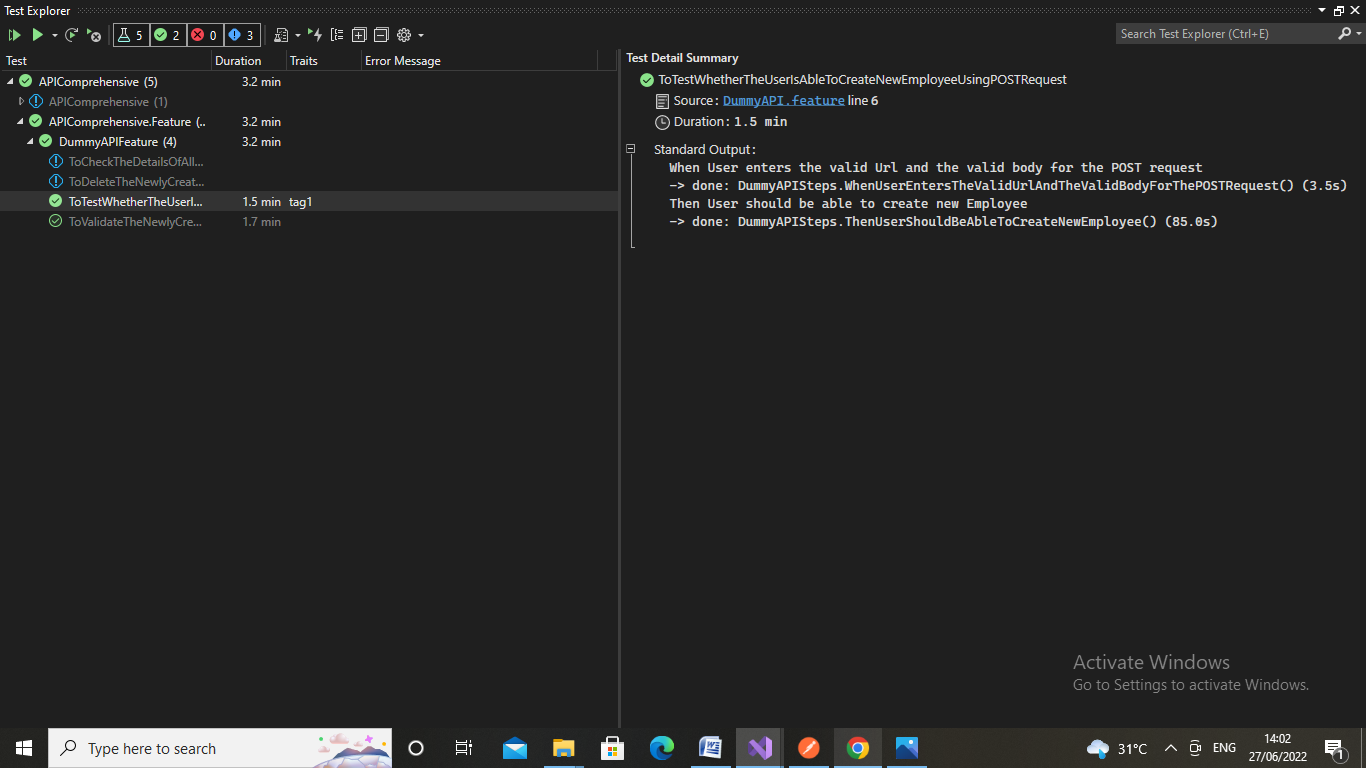 Test Explorer
5 2 0 3
Search Test Explorer (Ctrl+E)
Test Duration Traits Error Message
APIComprehensive (5) 3.2 min
APIComprehensive (1)
APIComprehensive.Feature (.. 3.2 min
DummyAPIFeature (4) 3.2 min
ToCheckTheDetailsOfAll...
ToDeleteTheNewlyCreat...
ToTestWhetherTheUserI... 1.5 min tag1
ToValidateTheNewlyCre... 1.7 min
Test Detail Summary
ToTestWhetherTheUserIsAbleToCreateNewEmployeeUsingPOSTRequest
Source: DummyAPI.feature line 6
Duration: 1.5 min
Standard Output:
When User enters the valid Url and the valid body for the POST request
-> done: DummyAPISteps.WhenUserEntersTheValidUrlAndTheValidBodyForThePOSTRequest() (3.5s)
Then User should be able to create new Employee
-> done: DummyAPISteps.ThenUserShouldBeAbleToCreateNewEmployee() (85.0s)
Activate Windows
Go to Settings to activate Windows.
Type here to search
31°C
ENG
14:02
27/06/2022
1